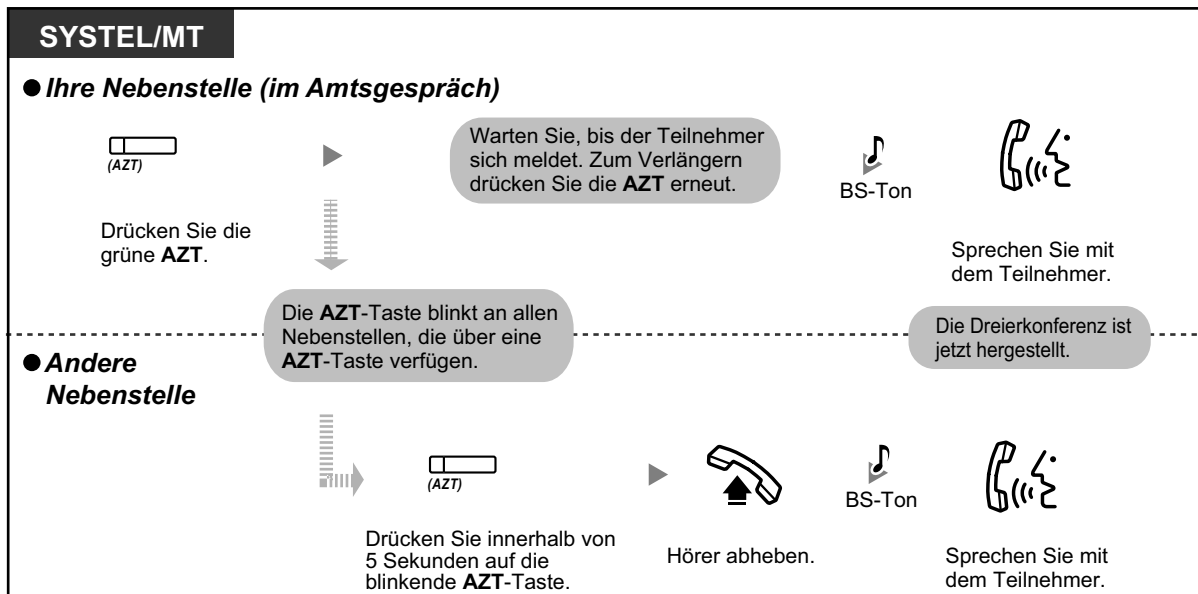 SYSTEL/MT
● Ihre Nebenstelle (im Amtsgespräch)
(AZT)
Drücken Sie die
grüne AZT.
Warten Sie, bis der Teilnehmer
sich meldet. Zum Verlängern
drücken Sie die AZT erneut.
BS-Ton
Sprechen Sie mit
dem Teilnehmer.
Die AZT-Taste blinkt an allen
Nebenstellen, die über eine
AZT-Taste verfügen.
Die Dreierkonferenz ist
jetzt hergestellt.
● Andere
Nebenstelle
(AZT)
Drücken Sie innerhalb von
5 Sekunden auf die
blinkende AZT-Taste.
Hörer abheben.
BS-Ton
Sprechen Sie mit
dem Teilnehmer.